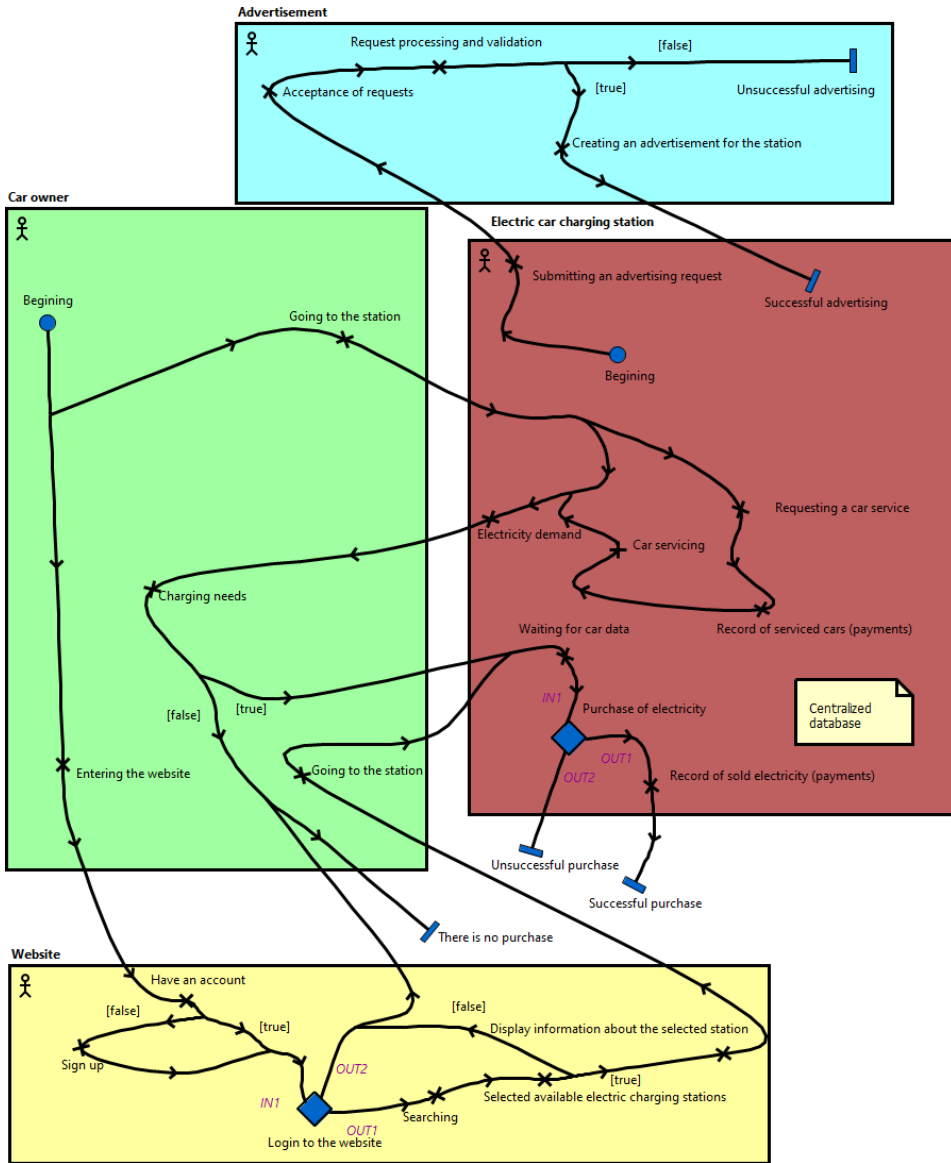 Advertisement
Request processing and validation
[false]
Acceptance of requests
[true]
Unsuccessful advertising
Creating an advertisement for the station
Car owner
Electric car charging station
Submitting an advertising request
Successful advertising
Begining
Going to the station
Begining
Requesting a car service
Electricity demand
Car servicing
Charging needs
Waiting for car data
Record of serviced cars (payments)
[false]
[true]
IN1
Purchase of electricity
Centralized
database
OUT1
OUT2
Entering the website
Going to the station
Record of sold electricity (payments)
Unsuccessful purchase
Successful purchase
There is no purchase
Website
Have an account
[false]
[true]
[false]
Display information about the selected station
Sign up
OUT2
[true]
IN1
Searching
Selected available electric charging stations
OUT1
Login to the website